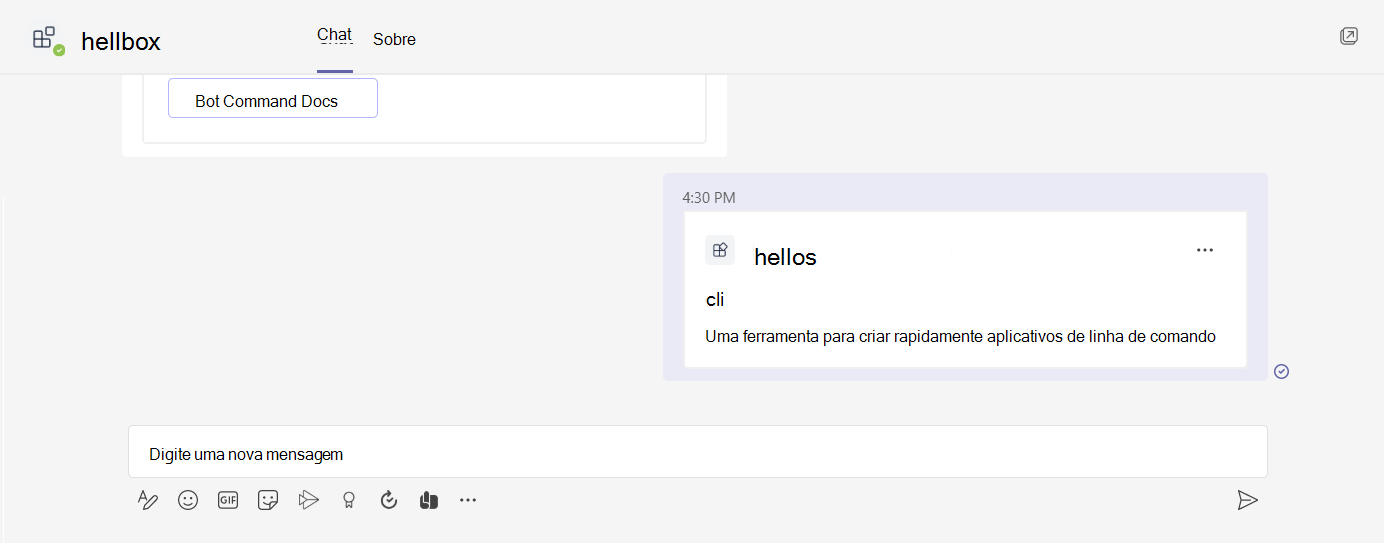 hellbox
Chat
Sobre
Bot Command Docs
4:30 PM
hellos
cli
Uma ferramenta para criar rapidamente aplicativos de linha de comando
Digite uma nova mensagem
GIF